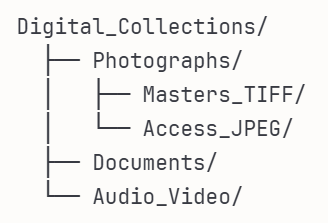 Digital_Collections/
├── Photographs/
│   ├── Masters_TIFF/
│   └── Access_JPEG/
├── Documents/
└── Audio_Video/